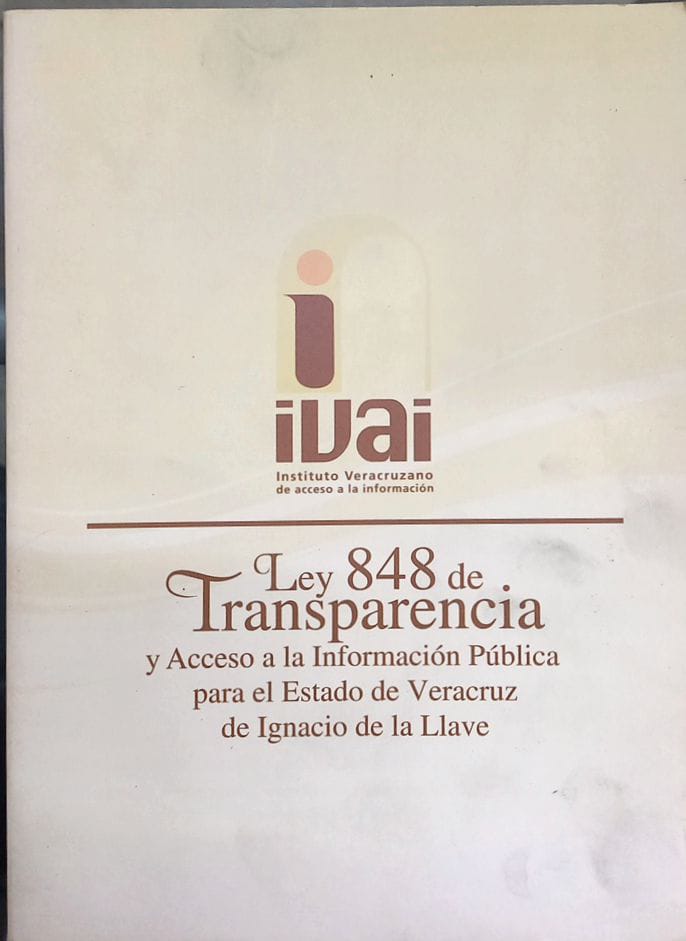 ivai
Instituto Veracruzano
de acceso a la información
Ley 848 de
Transparencia
y Acceso a la Información Pública
para el Estado de Veracruz
de Ignacio de la Llave